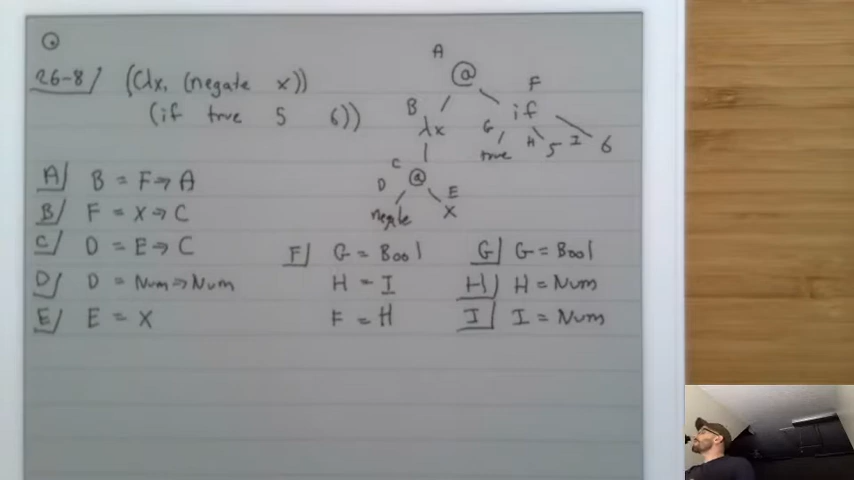 26-8/ (λx. (negate x))
(if true 5 6))
A
@
B
F
λx
if
G
H
I
true
5
6
C
@
D
E
negate
x
A/ B = F → A
B/ F = X → C
C/ D = E → C
D/ D = Num → Num
E/ E = X
F/ G = Bool
H = I
F = H
G/ G = Bool
H/ H = Num
I/ I = Num